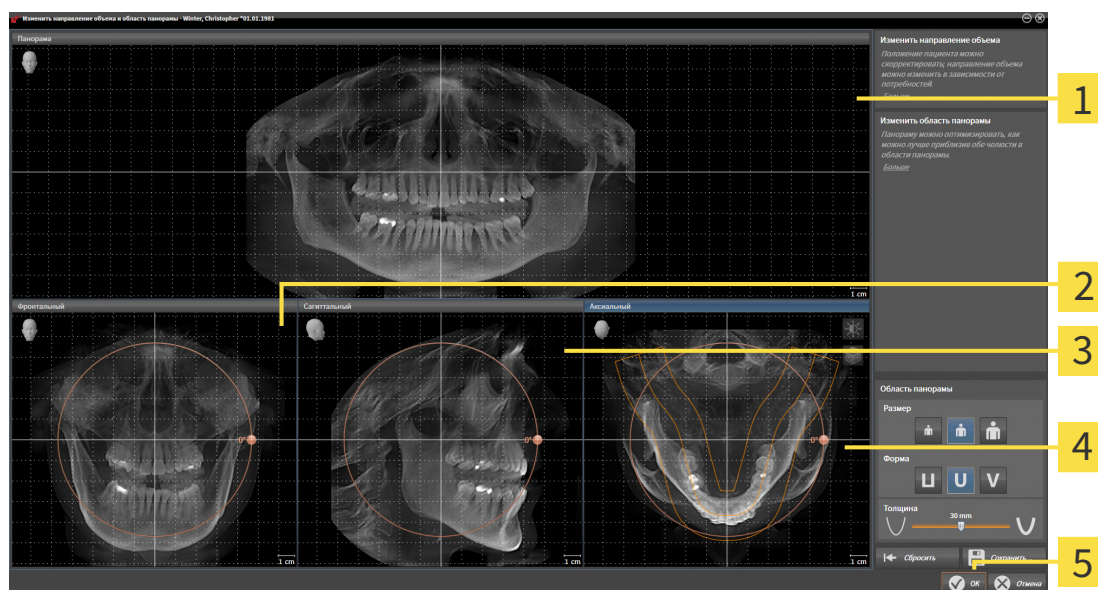 Изменить направление объема и область панорамы - Winter, Christopher *01.01.1981
Панорама
1 cm
Фронтальный
0°
1 cm
Сагиттальный
0°
1 cm
Аксиальный
0°
1 cm
Изменить направление объема
Положение пациента можно
скорректировать, направление объема
можно изменить в зависимости от
потребностей.
Больше
Изменить область панорамы
Панораму можно оптимизировать, как
можно лучше приблизив обе челюсти в
области панорамы.
Больше
Область панорамы
Размер
Форма
Толщина
30 mm
Сбросить
Сохранить
OK
Отмена
1
2
3
4
5